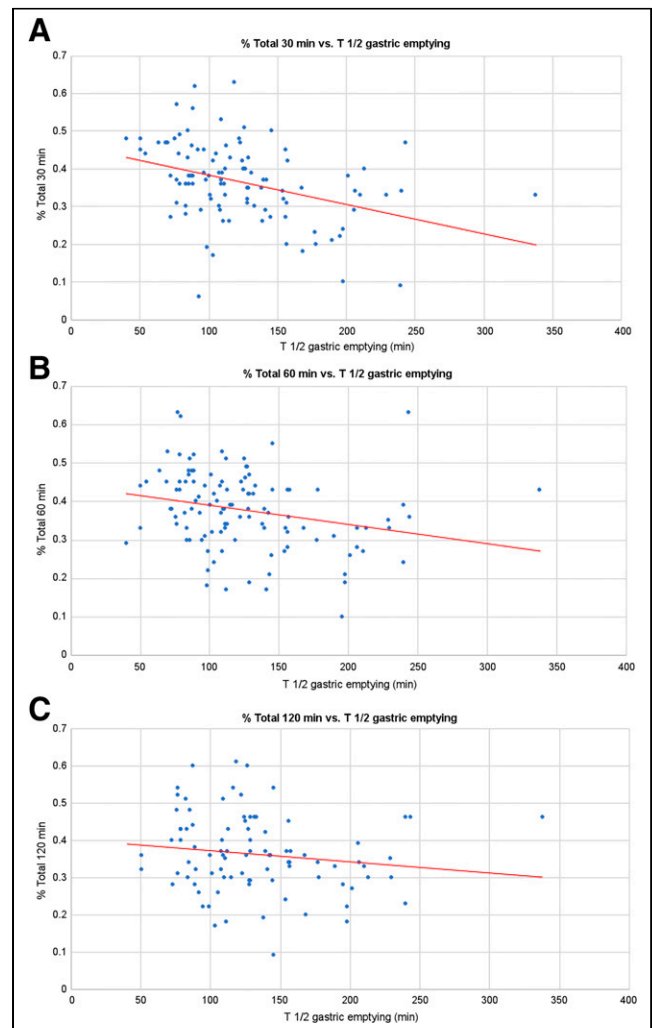 A
% Total 30 min vs. T 1/2 gastric emptying
0.7
0.6
0.5
0.4
0.3
0.2
0.1
0
% Total 30 min
0 50 100 150 200 250 300 350 400
T 1/2 gastric emptying (min)
B
% Total 60 min vs. T 1/2 gastric emptying
0.7
0.6
0.5
0.4
0.3
0.2
0.1
0
% Total 60 min
0 50 100 150 200 250 300 350 400
T 1/2 gastric emptying (min)
C
% Total 120 min vs. T 1/2 gastric emptying
0.7
0.6
0.5
0.4
0.3
0.2
0.1
0
% Total 120 min
0 50 100 150 200 250 300 350 400
T 1/2 gastric emptying (min)